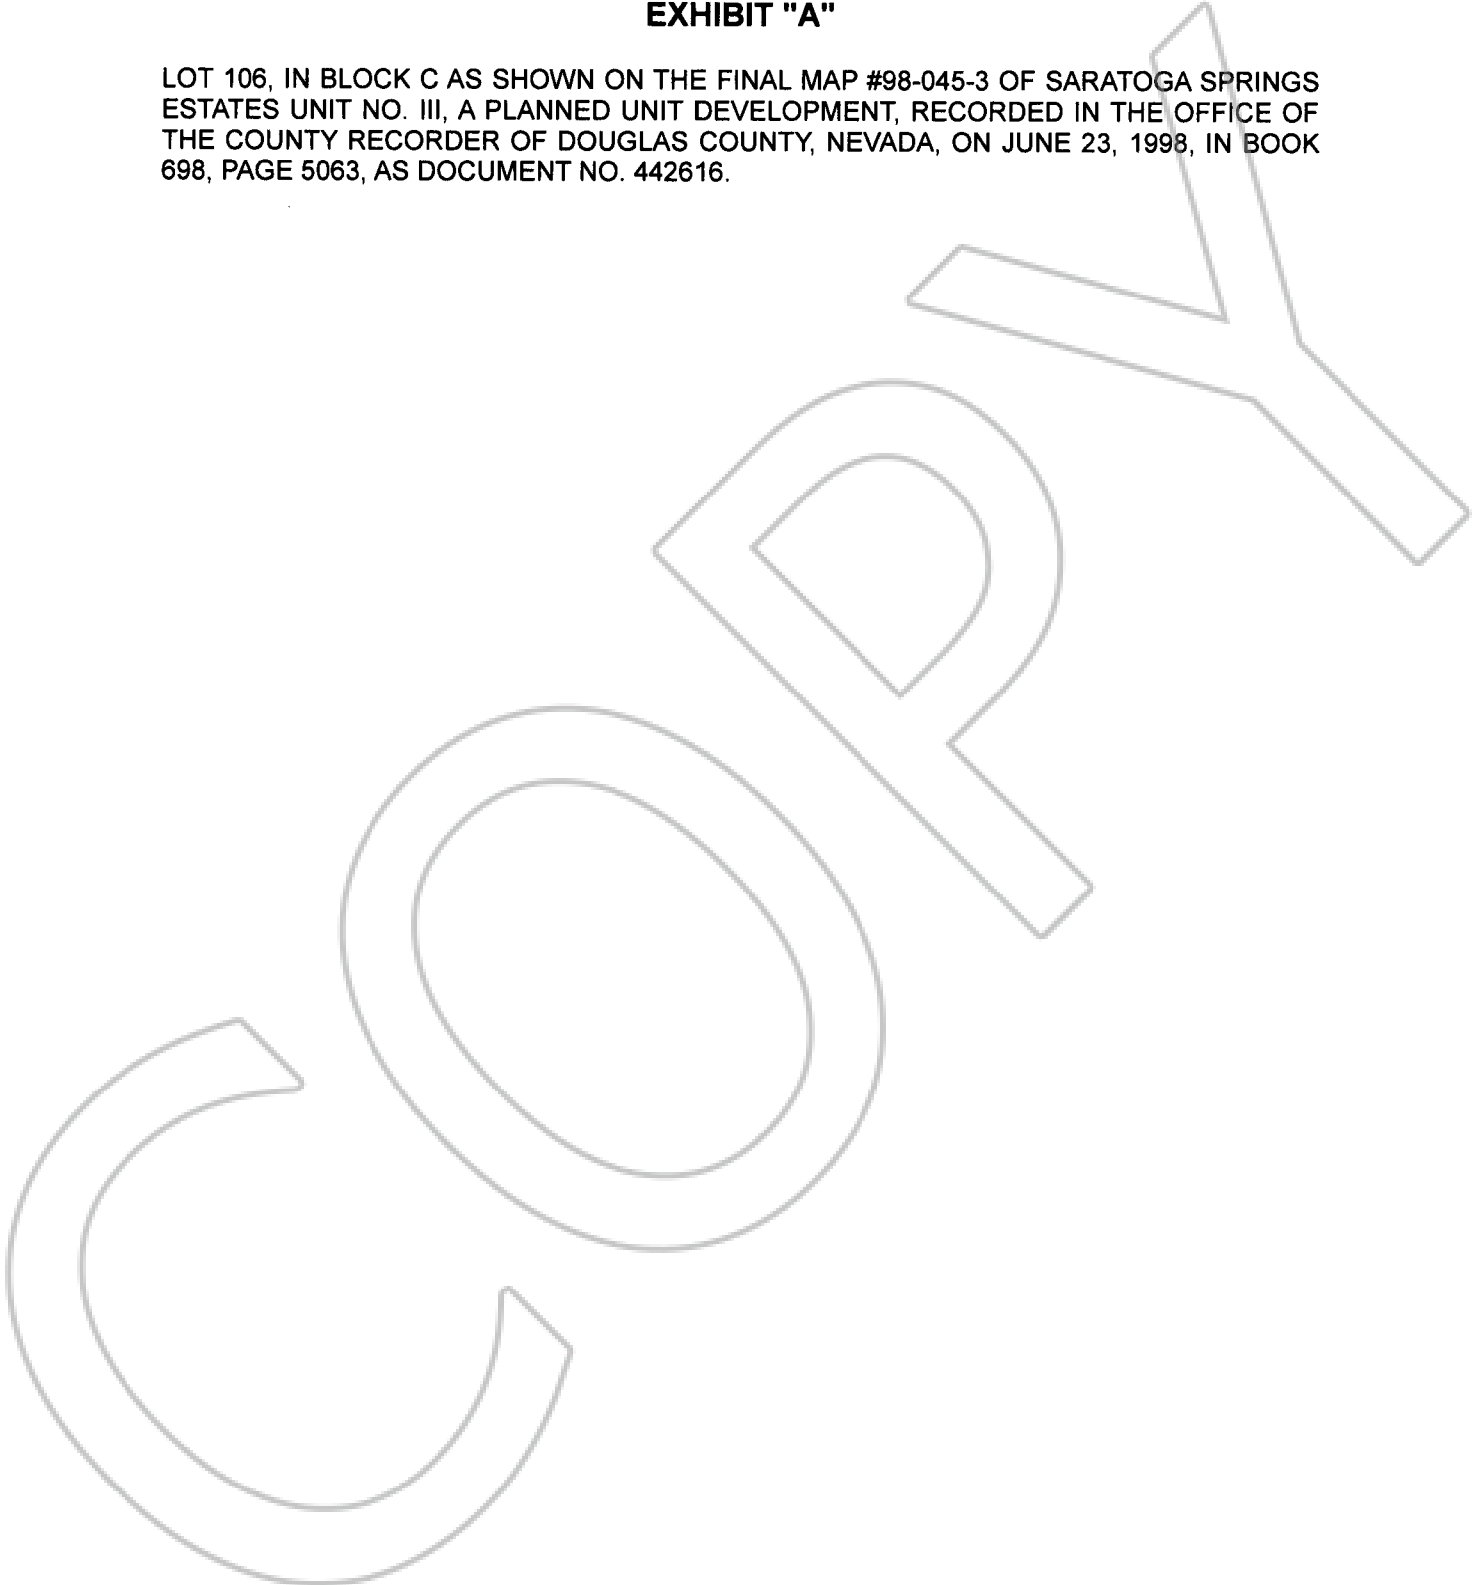 EXHIBIT "A"
LOT 106, IN BLOCK C AS SHOWN ON THE FINAL MAP #98-045-3 OF SARATOGA SPRINGS
ESTATES UNIT NO. III, A PLANNED UNIT DEVELOPMENT, RECORDED IN THE OFFICE OF
THE COUNTY RECORDER OF DOUGLAS COUNTY, NEVADA, ON JUNE 23, 1998, IN BOOK
698, PAGE 5063, AS DOCUMENT NO. 442616.
COPY